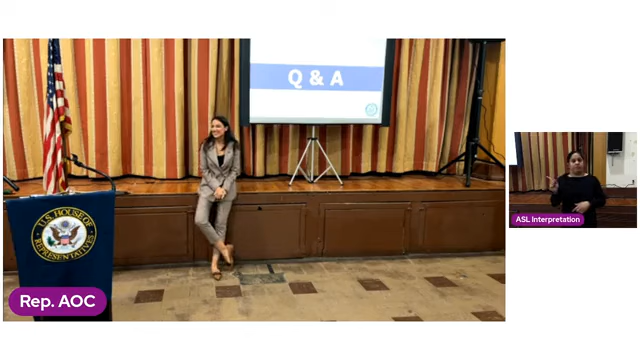 Q & A
U.S. HOUSE OF
REPRESENTATIVES
Rep. AOC
ASL Interpretation